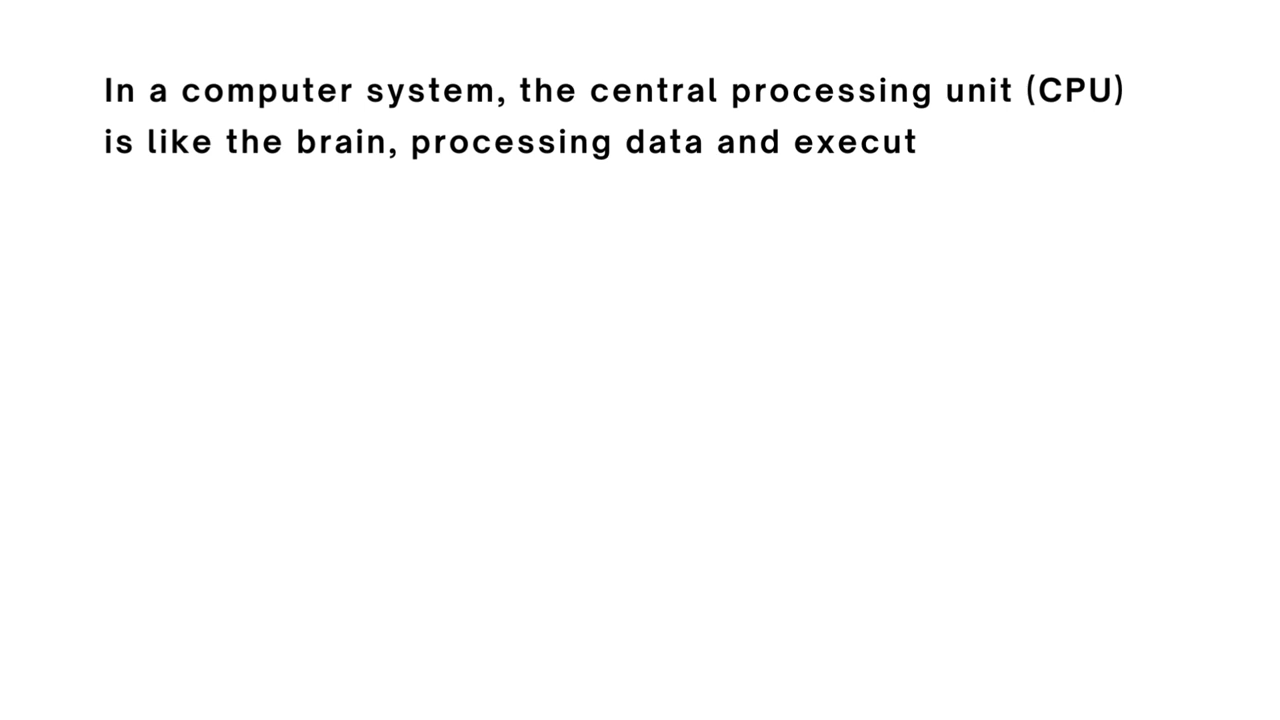 In a computer system, the central processing unit (CPU)
is like the brain, processing data and execut